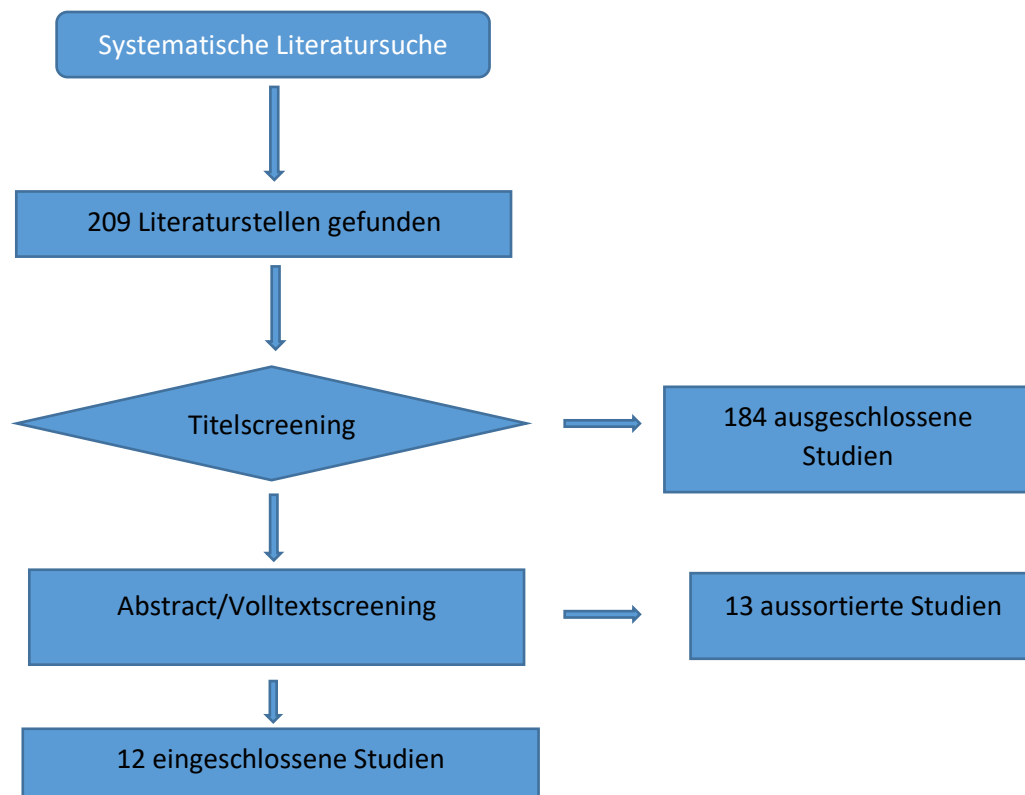 Systematische Literatursuche
209 Literaturstellen gefunden
Titelscreening
184 ausgeschlossene
Studien
Abstract/Volltextscreening
13 aussortierte Studien
12 eingeschlossene Studien